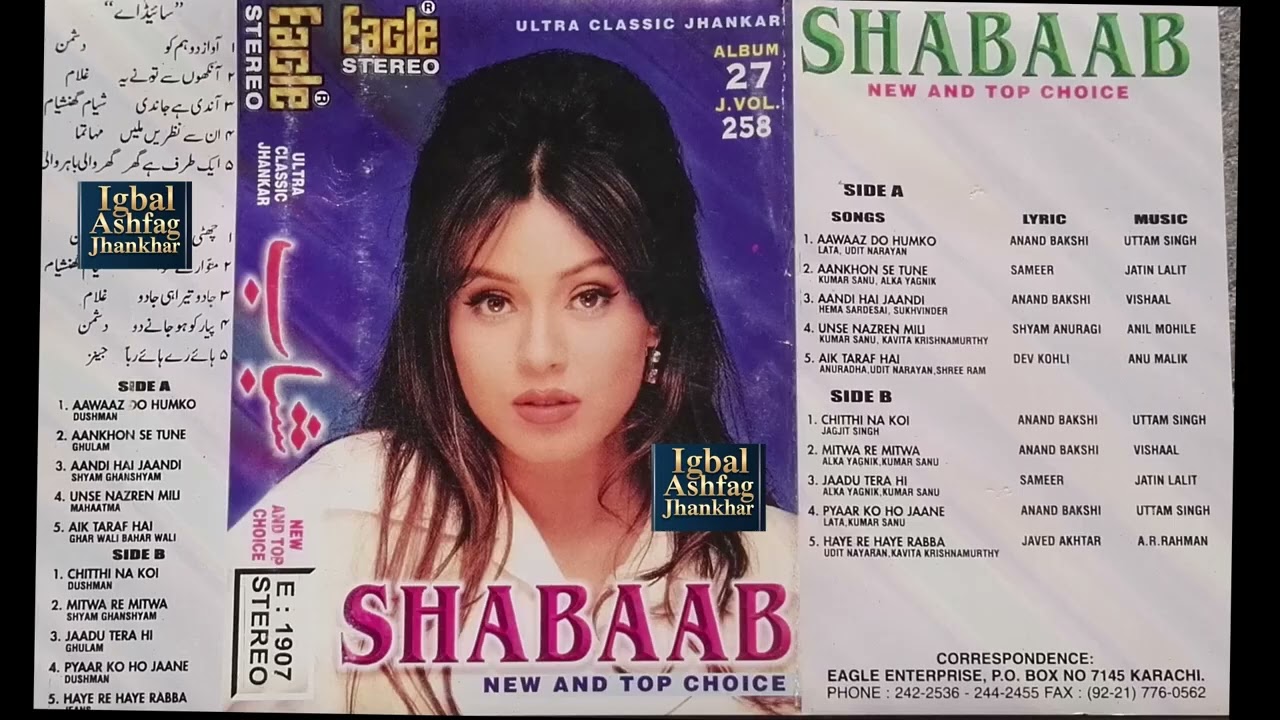 ”سائیڈ اے“
۱ آواز دو ہم کو دشمن
۲ آنکھوں سے تو نے یہ غلام
۳ آندی ہے جاندی شیام گھنشیام
۴ ان سے نظریں ملیں مہاتما
۵ ایک طرف ہے گھر گھر والی باہر والی
۱ چٹھی
۳ جادو تیرا ہی جادو غلام
۴ پیار کو ہو جانے دو دشمن
۵ ہائے رے ہائے ربا جینز
Igbal
Ashfag
Jhankhar
SIDE A
1. AAWAAZ DO HUMKO
DUSHMAN
2. AANKHON SE TUNE
GHULAM
3. AANDI HAI JAANDI
SHYAM GHANSHYAM
4. UNSE NAZREN MILI
MAHAATMA
5. AIK TARAF HAI
GHAR WALI BAHAR WALI
SIDE B
1. CHITTHI NA KOI
DUSHMAN
2. MITWA RE MITWA
SHYAM GHANSHYAM
3. JAADU TERA HI
GHULAM
4. PYAAR KO HO JAANE
DUSHMAN
5. HAYE RE HAYE RABBA
JEANS
Eagle®
STEREO
ULTRA
CLASSIC
JHANKAR
شباب
NEW
AND TOP
CHOICE
E : 1907
STEREO
Eagle®
STEREO
ULTRA CLASSIC JHANKAR
ALBUM
27
J.VOL.
258
Igbal
Ashfag
Jhankhar
SHABAAB
NEW AND TOP CHOICE
SHABAAB
NEW AND TOP CHOICE
SIDE A
SONGS LYRIC MUSIC
1. AAWAAZ DO HUMKO ANAND BAKSHI UTTAM SINGH
LATA, UDIT NARAYAN
2. AANKHON SE TUNE SAMEER JATIN LALIT
KUMAR SANU, ALKA YAGNIK
3. AANDI HAI JAANDI ANAND BAKSHI VISHAAL
HEMA SARDESAI, SUKHVINDER
4. UNSE NAZREN MILI SHYAM ANURAGI ANIL MOHILE
KUMAR SANU, KAVITA KRISHNAMURTHY
5. AIK TARAF HAI DEV KOHLI ANU MALIK
ANURADHA,UDIT NARAYAN,SHREE RAM
SIDE B
1. CHITTHI NA KOI ANAND BAKSHI UTTAM SINGH
JAGJIT SINGH
2. MITWA RE MITWA ANAND BAKSHI VISHAAL
ALKA YAGNIK,KUMAR SANU
3. JAADU TERA HI SAMEER JATIN LALIT
ALKA YAGNIK,KUMAR SANU
4. PYAAR KO HO JAANE ANAND BAKSHI UTTAM SINGH
LATA,KUMAR SANU
5. HAYE RE HAYE RABBA JAVED AKHTAR A.R.RAHMAN
UDIT NAYARAN,KAVITA KRISHNAMURTHY
CORRESPONDENCE:
EAGLE ENTERPRISE, P.O. BOX NO 7145 KARACHI.
PHONE : 242-2536 - 244-2455 FAX : (92-21) 776-0562